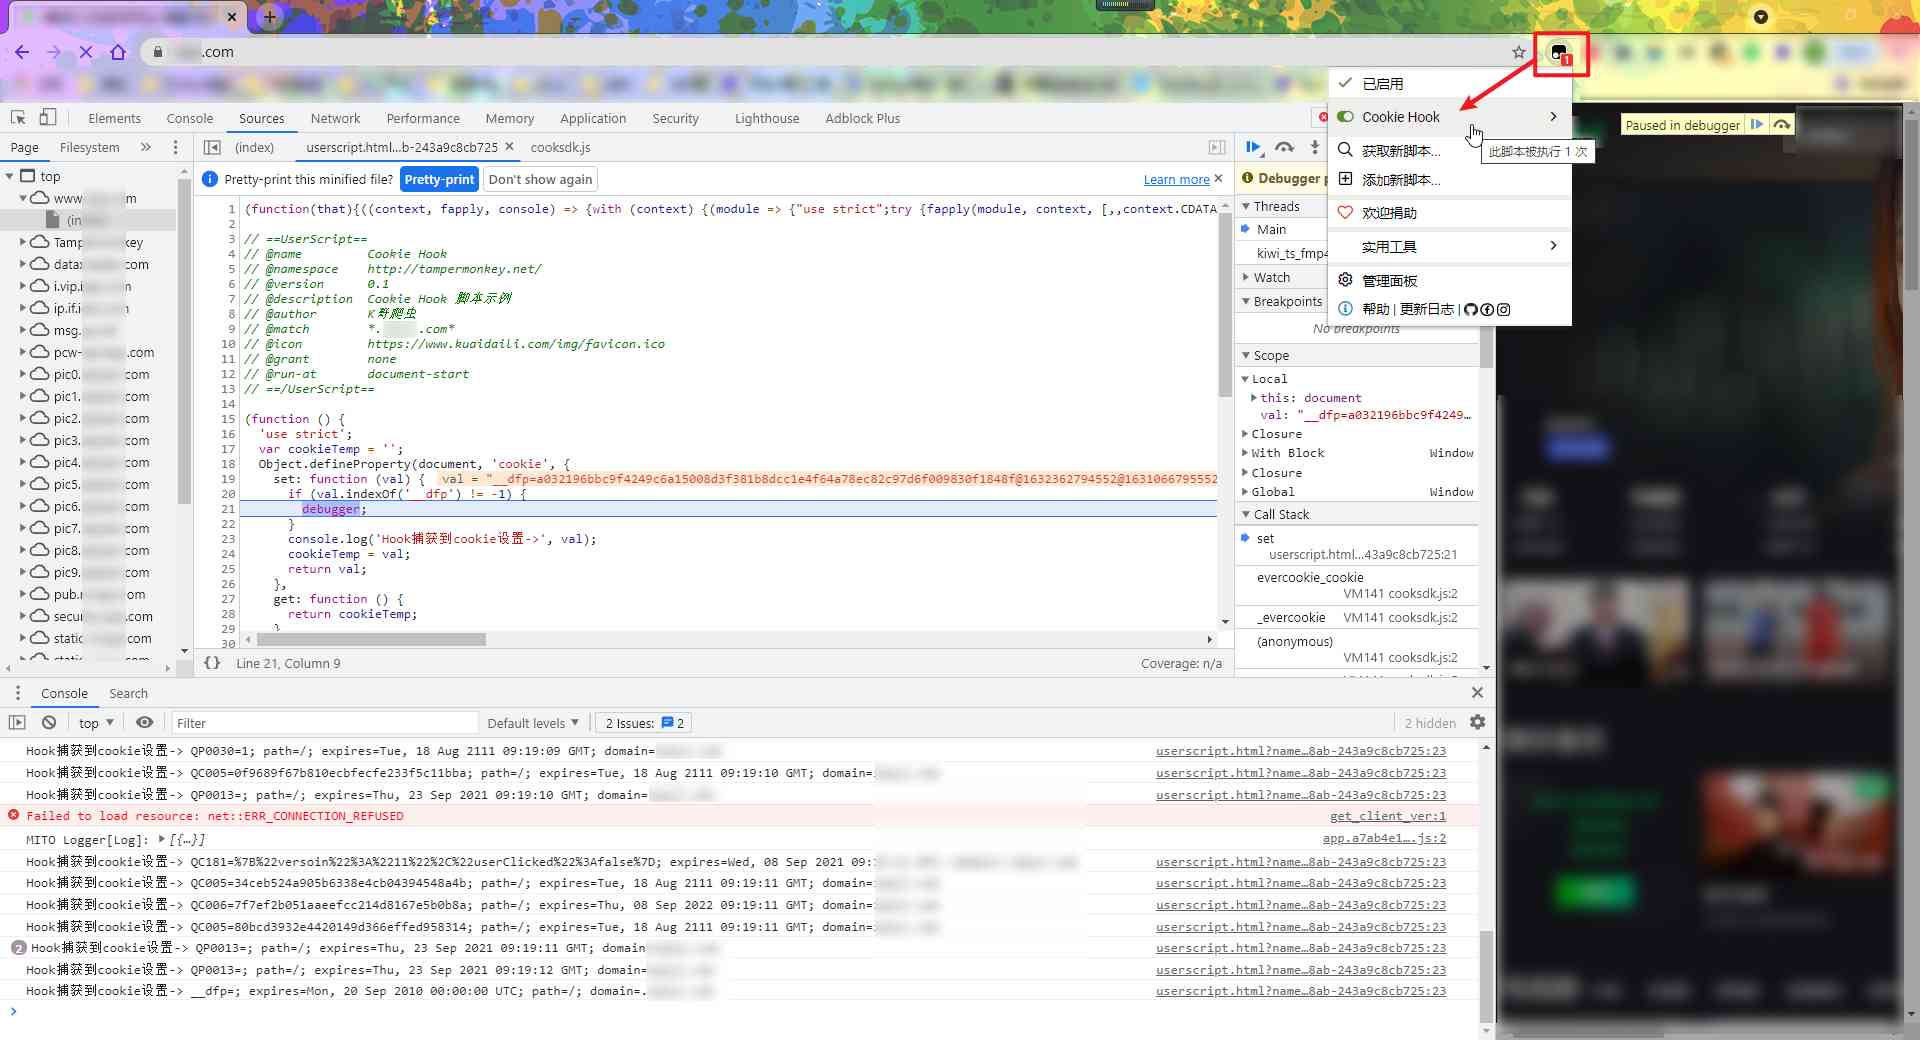 .com
1
已启用
Cookie Hook
此脚本被执行 1 次
获取新脚本...
添加新脚本...
欢迎捐助
实用工具
管理面板
帮助 | 更新日志 |
Paused in debugger
Elements Console Sources Network Performance Memory Application Security Lighthouse Adblock Plus
Page Filesystem »
(index) userscript.html...b-243a9c8cb725 × cooksdk.js
Pretty-print this minified file? Pretty-print Don't show again Learn more
top
www m
Tamp key
data .com
i.vip.i m
ip.if.i
msg.
pcw- .com
pic0. com
pic1. com
pic2. com
pic3. com
pic4. com
pic5. com
pic6. com
pic7. com
pic8. com
pic9. com
pub. om
secu .com
static com
1 (function(that){((context, fapply, console) => {with (context) {(module => {"use strict";try {fapply(module, context, [,,context.CDATA
2
3 // ==UserScript==
4 // @name Cookie Hook
5 // @namespace http://tampermonkey.net/
6 // @version 0.1
7 // @description Cookie Hook 脚本示例
8 // @author K哥爬虫
9 // @match *. .com*
10 // @icon https://www.kuaidaili.com/img/favicon.ico
11 // @grant none
12 // @run-at document-start
13 // ==/UserScript==
14
15 (function () {
16 'use strict';
17 var cookieTemp = '';
18 Object.defineProperty(document, 'cookie', {
19 set: function (val) { val = "__dfp=a032196bbc9f4249c6a15008d3f381b8dcc1e4f64a78ec82c97d6f009830f1848f@1632362794552@1631066795552
20 if (val.indexOf('__dfp') != -1) {
21 debugger;
22 }
23 console.log('Hook捕获到cookie设置->', val);
24 cookieTemp = val;
25 return val;
26 },
27 get: function () {
28 return cookieTemp;
29 }
30
{} Line 21, Column 9 Coverage: n/a
Debugger p
Threads
Main
kiwi_ts_fmp4
Watch
Breakpoints
No breakpoints
Scope
Local
this: document
val: "__dfp=a032196bbc9f4249…
Closure
With Block Window
Closure
Global Window
Call Stack
set
userscript.html...43a9c8cb725:21
evercookie_cookie
VM141 cooksdk.js:2
_evercookie VM141 cooksdk.js:2
(anonymous)
VM141 cooksdk.js:2
Console Search
top Filter Default levels 2 Issues: 2 2 hidden
Hook捕获到cookie设置-> QP0030=1; path=/; expires=Tue, 18 Aug 2111 09:19:09 GMT; domain= userscript.html?name…8ab-243a9c8cb725:23
Hook捕获到cookie设置-> QC005=0f9689f67b810ecbfecfe233f5c11bba; path=/; expires=Tue, 18 Aug 2111 09:19:10 GMT; domain= userscript.html?name…8ab-243a9c8cb725:23
Hook捕获到cookie设置-> QP0013=; path=/; expires=Thu, 23 Sep 2021 09:19:10 GMT; domain= userscript.html?name…8ab-243a9c8cb725:23
Failed to load resource: net::ERR_CONNECTION_REFUSED get_client_ver:1
MITO Logger[Log]: [{…}] app.a7ab4e1….js:2
Hook捕获到cookie设置-> QC181=%7B%22versoin%22%3A%2211%22%2C%22userClicked%22%3Afalse%7D; expires=Wed, 08 Sep 2021 09: userscript.html?name…8ab-243a9c8cb725:23
Hook捕获到cookie设置-> QC005=34ceb524a905b6338e4cb04394548a4b; path=/; expires=Tue, 18 Aug 2111 09:19:11 GMT; domain= userscript.html?name…8ab-243a9c8cb725:23
Hook捕获到cookie设置-> QC006=7f7ef2b051aaeefcc214d8167e5b0b8a; path=/; expires=Thu, 08 Sep 2022 09:19:11 GMT; domain= userscript.html?name…8ab-243a9c8cb725:23
Hook捕获到cookie设置-> QC005=80bcd3932e4420149d366effed958314; path=/; expires=Tue, 18 Aug 2111 09:19:11 GMT; domain= userscript.html?name…8ab-243a9c8cb725:23
2 Hook捕获到cookie设置-> QP0013=; path=/; expires=Thu, 23 Sep 2021 09:19:11 GMT; domain userscript.html?name…8ab-243a9c8cb725:23
Hook捕获到cookie设置-> QP0013=; path=/; expires=Thu, 23 Sep 2021 09:19:12 GMT; domain= userscript.html?name…8ab-243a9c8cb725:23
Hook捕获到cookie设置-> __dfp=; expires=Mon, 20 Sep 2010 00:00:00 UTC; path=/; domain=. userscript.html?name…8ab-243a9c8cb725:23